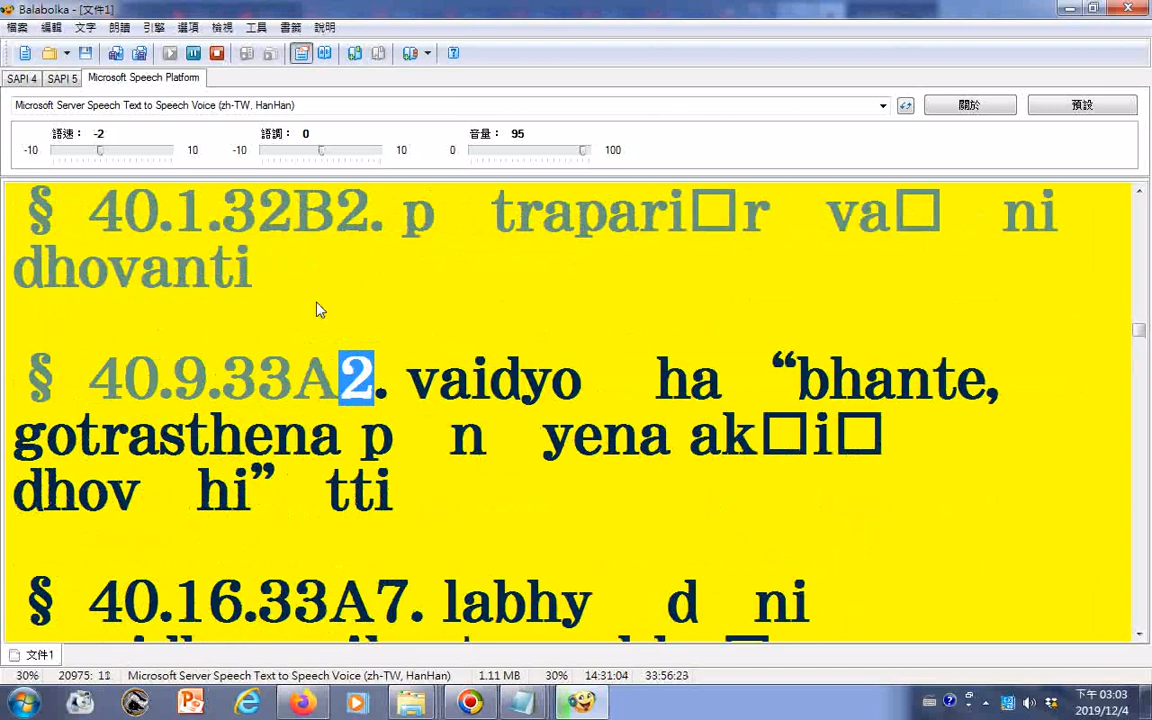 Balabolka - [文件1]
檔案 編輯 文字 朗讀 引擎 選項 檢視 工具 書籤 說明
SAPI 4 SAPI 5 Microsoft Speech Platform
Microsoft Server Speech Text to Speech Voice (zh-TW, HanHan) 關於 預設
語速： -2 語調： 0 音量： 95
-10 10 -10 10 0 100
§ 40.1.32B2. p trapari□r va□ ni
dhovanti
§ 40.9.33A2. vaidyo ha “bhante,
gotrasthena p n yena ak□i□
dhov hi” tti
§ 40.16.33A7. labhy d ni
文件1
30% 20975: 11 Microsoft Server Speech Text to Speech Voice (zh-TW, HanHan) 1.11 MB 30% 14:31:04 33:56:23
下午 03:03
2019/12/4